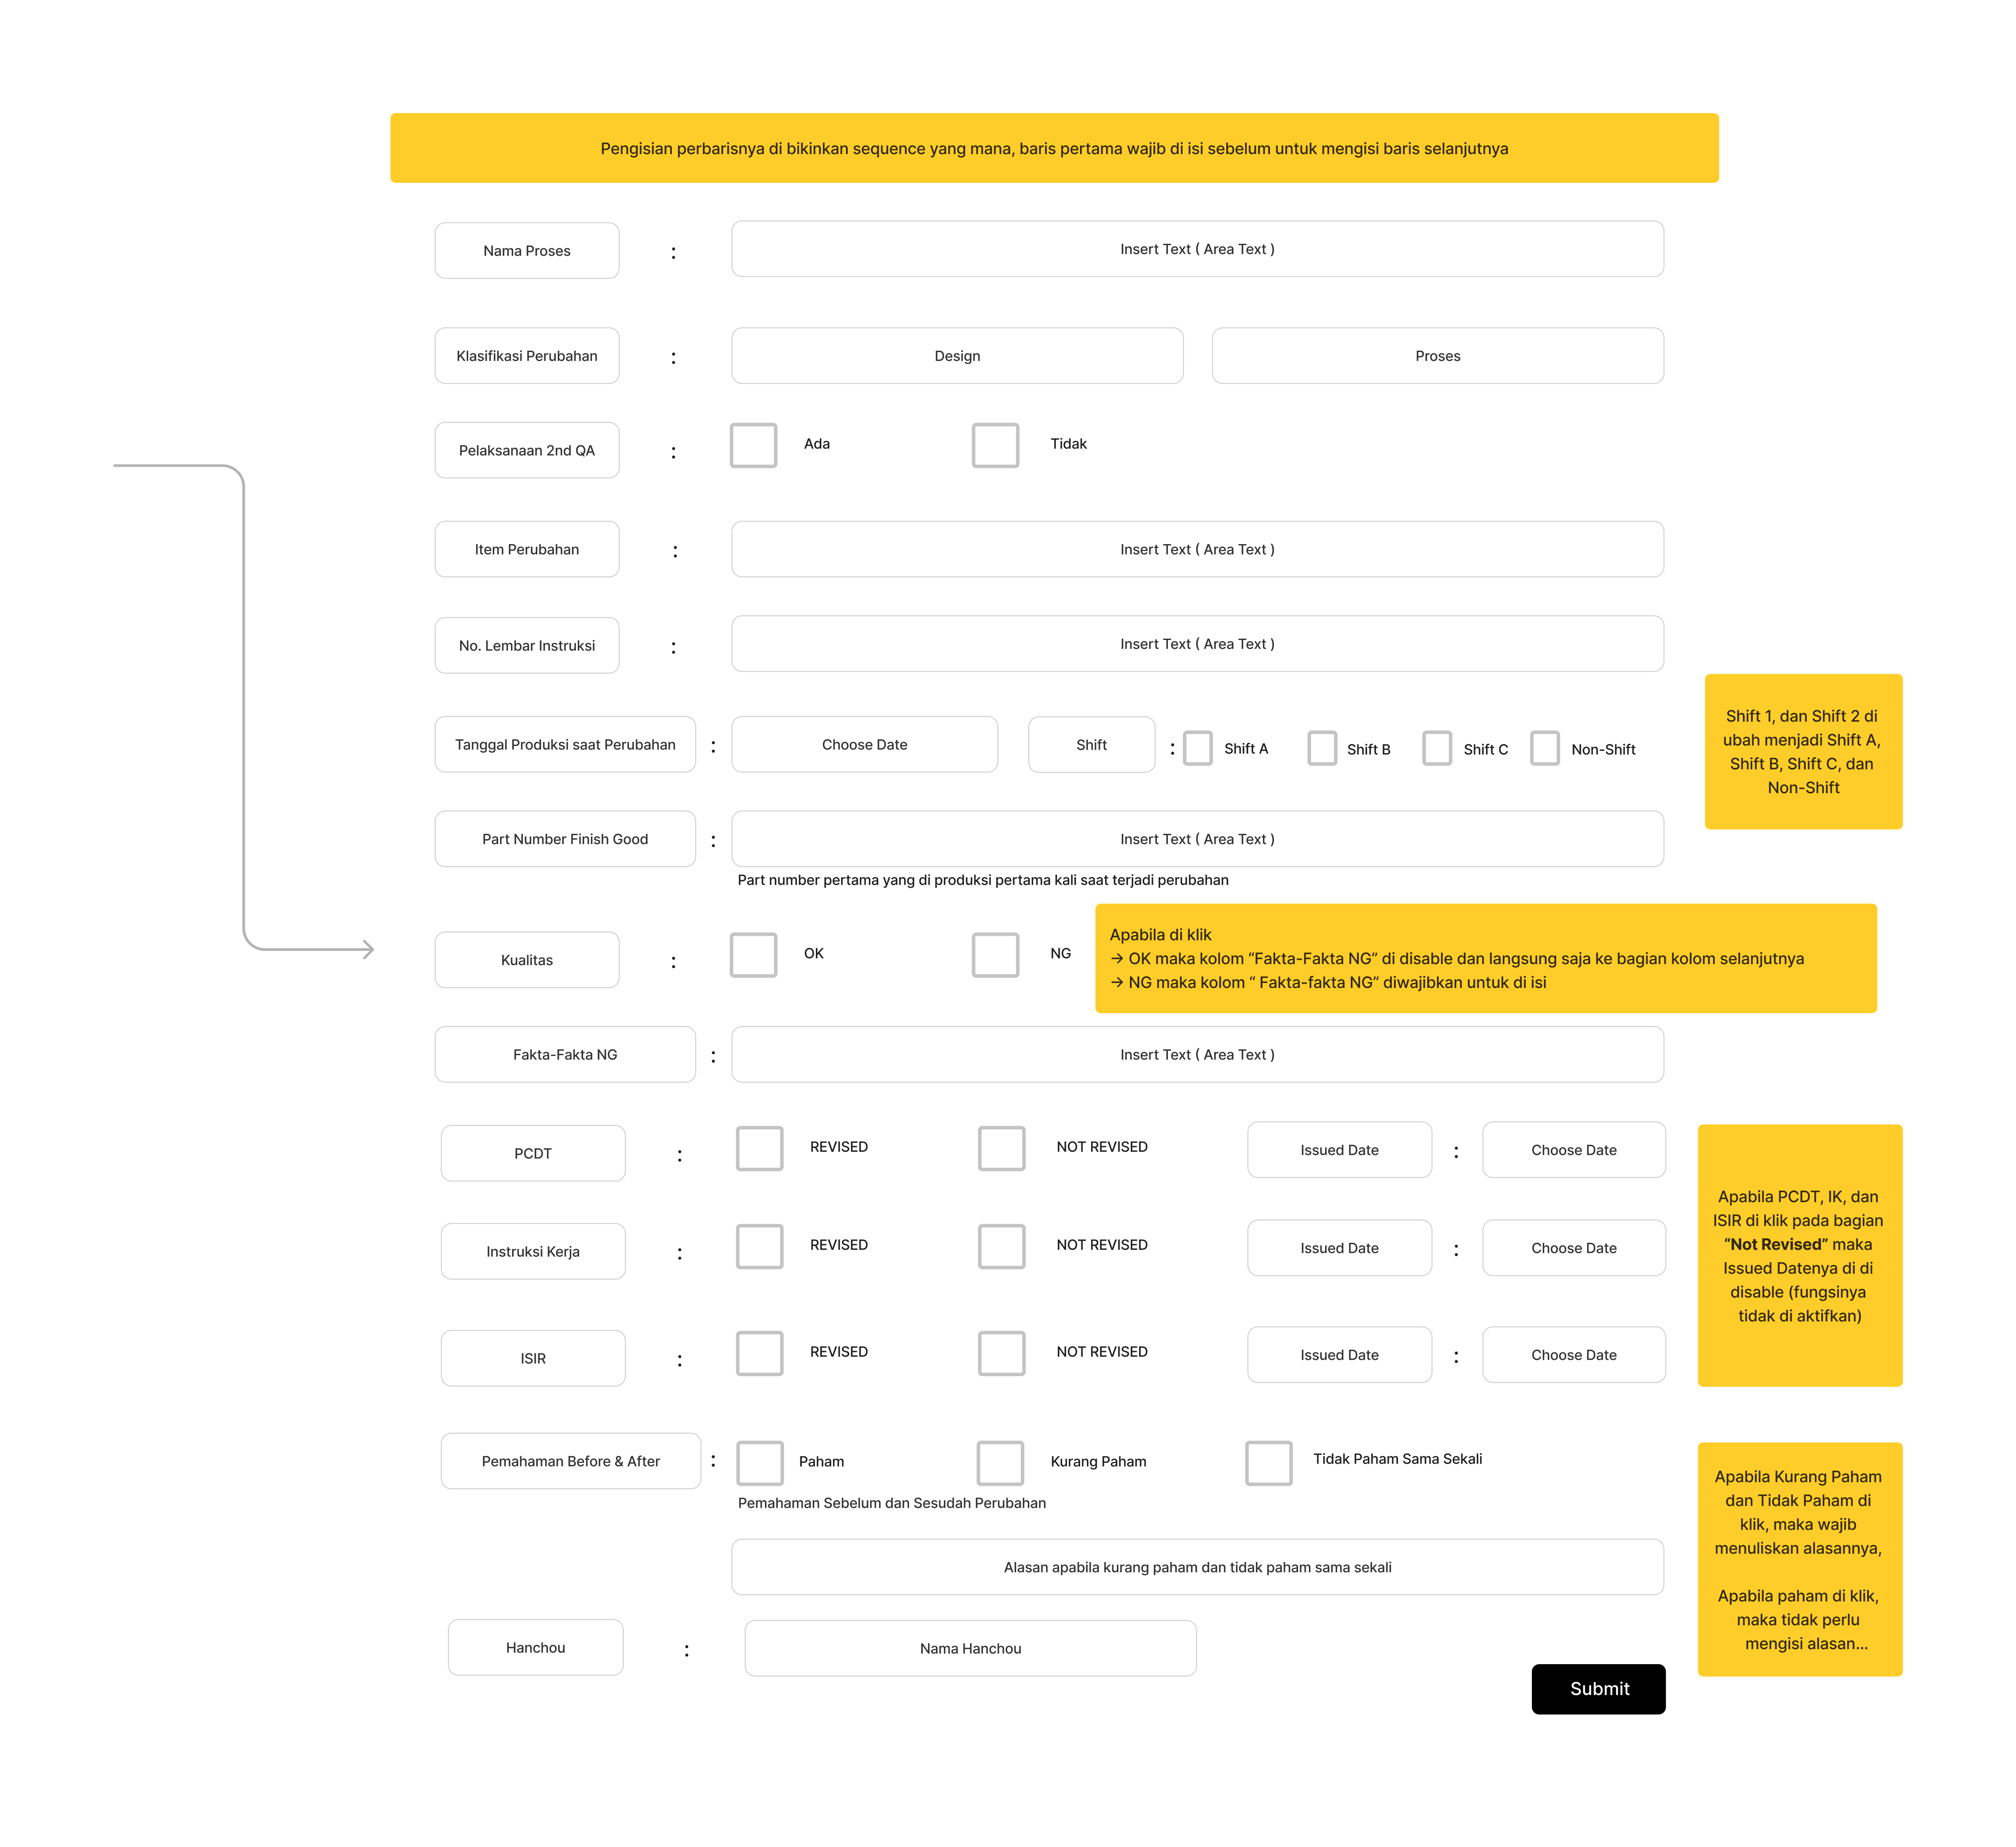 Pengisian perbarisnya di bikinkan sequence yang mana, baris pertama wajib di isi sebelum untuk mengisi baris selanjutnya
Nama Proses : Insert Text ( Area Text )
Klasifikasi Perubahan : Design Proses
Pelaksanaan 2nd QA : Ada Tidak
Item Perubahan : Insert Text ( Area Text )
No. Lembar Instruksi : Insert Text ( Area Text )
Tanggal Produksi saat Perubahan : Choose Date Shift : Shift A Shift B Shift C Non-Shift
Shift 1, dan Shift 2 di
ubah menjadi Shift A,
Shift B, Shift C, dan
Non-Shift
Part Number Finish Good : Insert Text ( Area Text )
Part number pertama yang di produksi pertama kali saat terjadi perubahan
Kualitas : OK NG
Apabila di klik
→ OK maka kolom “Fakta-Fakta NG” di disable dan langsung saja ke bagian kolom selanjutnya
→ NG maka kolom “ Fakta-fakta NG” diwajibkan untuk di isi
Fakta-Fakta NG : Insert Text ( Area Text )
PCDT : REVISED NOT REVISED Issued Date : Choose Date
Instruksi Kerja : REVISED NOT REVISED Issued Date : Choose Date
ISIR : REVISED NOT REVISED Issued Date : Choose Date
Apabila PCDT, IK, dan
ISIR di klik pada bagian
“Not Revised” maka
Issued Datenya di di
disable (fungsinya
tidak di aktifkan)
Pemahaman Before & After : Paham Kurang Paham Tidak Paham Sama Sekali
Pemahaman Sebelum dan Sesudah Perubahan
Alasan apabila kurang paham dan tidak paham sama sekali
Apabila Kurang Paham
dan Tidak Paham di
klik, maka wajib
menuliskan alasannya,
Apabila paham di klik,
maka tidak perlu
mengisi alasan...
Hanchou : Nama Hanchou
Submit